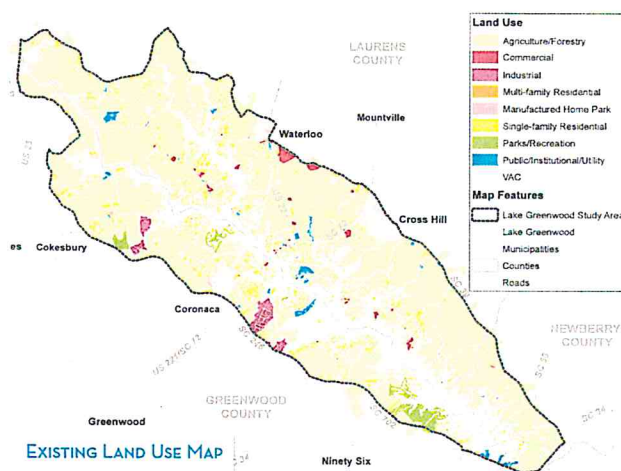 Land Use
Agriculture/Forestry
Commercial
Industrial
Multi-family Residential
Manufactured Home Park
Single-family Residential
Parks/Recreation
Public/Institutional/Utility
VAC
Map Features
Lake Greenwood Study Area
Lake Greenwood
Municipalities
Counties
Roads
LAURENS
COUNTY
Mountville
Waterloo
Cross Hill
es
Cokesbury
Coronaca
NEWBERRY
COUNTY
GREENWOOD
COUNTY
Greenwood
Ninety Six
EXISTING LAND USE MAP